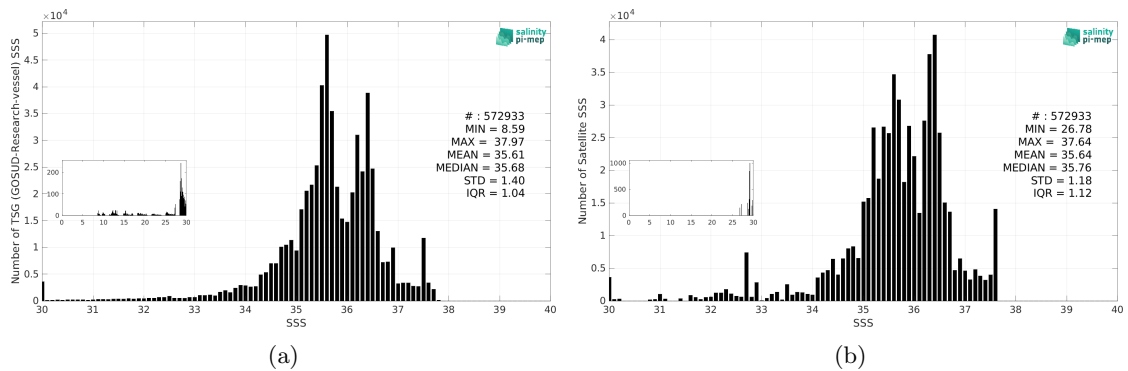 ×10⁴
5
4.5
4
3.5
3
2.5
2
1.5
1
0.5
0
Number of TSG (GOSUD-Research-vessel) SSS
salinity
pi-mep
# : 572933
MIN = 8.59
MAX = 37.97
MEAN = 35.61
MEDIAN = 35.68
STD = 1.40
IQR = 1.04
200
100
0
0 5 10 15 20 25 30
30 31 32 33 34 35 36 37 38 39 40
SSS
(a)
×10⁴
4
3.5
3
2.5
2
1.5
1
0.5
0
Number of Satellite SSS
salinity
pi-mep
# : 572933
MIN = 26.78
MAX = 37.64
MEAN = 35.64
MEDIAN = 35.76
STD = 1.18
IQR = 1.12
1000
500
0
0 5 10 15 20 25 30
30 31 32 33 34 35 36 37 38 39 40
SSS
(b)